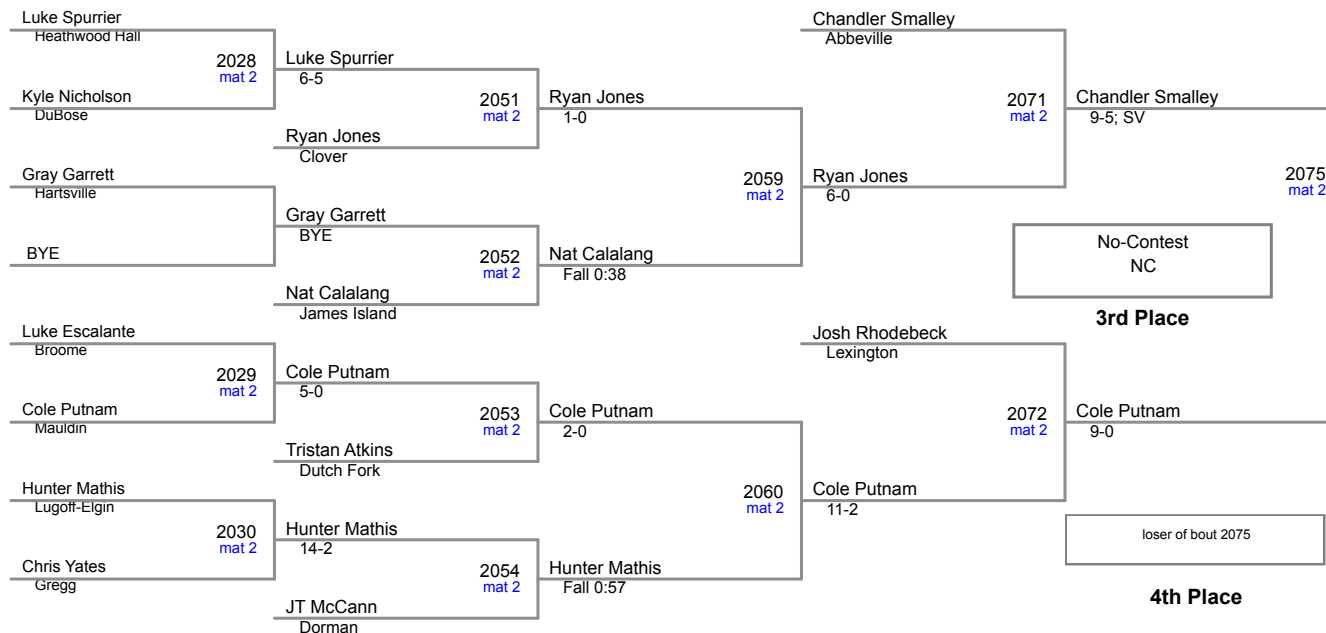 Luke Spurrier
Heathwood Hall
2028
mat 2
Kyle Nicholson
DuBose
Gray Garrett
Hartsville
BYE
Luke Escalante
Broome
2029
mat 2
Cole Putnam
Mauldin
Hunter Mathis
Lugoff-Elgin
2030
mat 2
Chris Yates
Gregg
Luke Spurrier
6-5
2051
mat 2
Ryan Jones
Clover
Gray Garrett
BYE
2052
mat 2
Nat Calalang
James Island
Cole Putnam
5-0
2053
mat 2
Tristan Atkins
Dutch Fork
Hunter Mathis
14-2
2054
mat 2
JT McCann
Dorman
Ryan Jones
1-0
2059
mat 2
Nat Calalang
Fall 0:38
Cole Putnam
2-0
2060
mat 2
Hunter Mathis
Fall 0:57
Chandler Smalley
Abbeville
2071
mat 2
Ryan Jones
6-0
Josh Rhodebeck
Lexington
2072
mat 2
Cole Putnam
11-2
Chandler Smalley
9-5; SV
2075
mat 2
No-Contest
NC
3rd Place
Cole Putnam
9-0
loser of bout 2075
4th Place